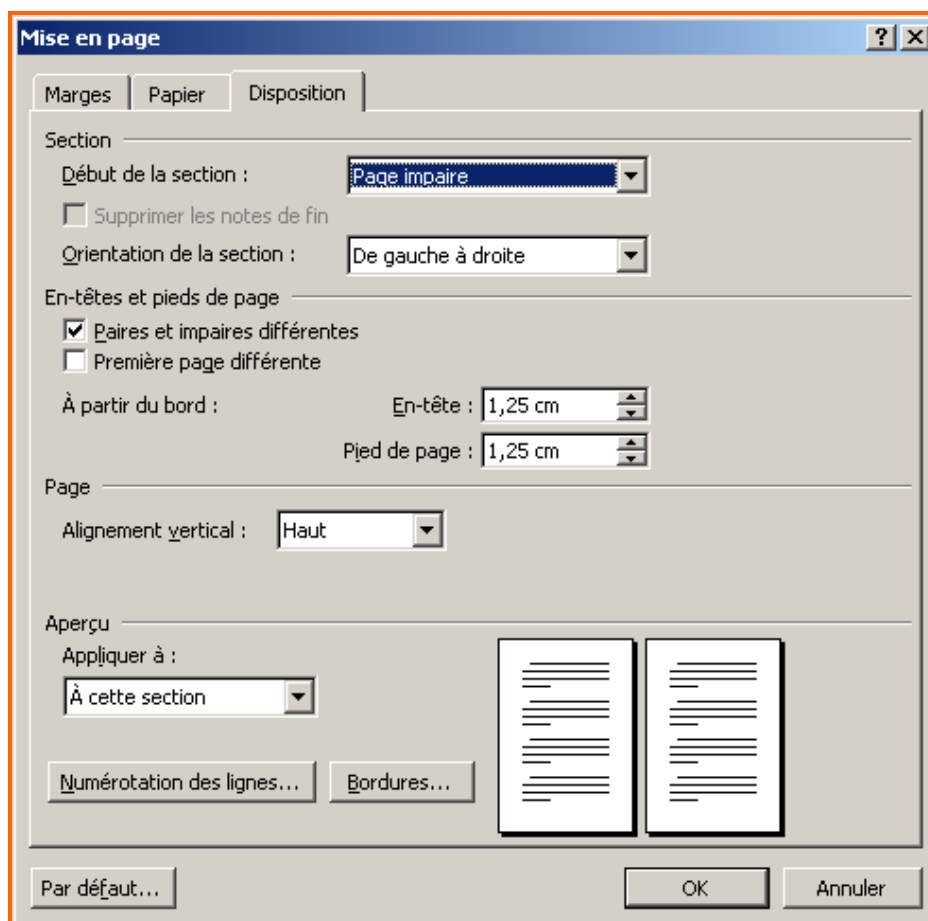 Mise en page
Marges Papier Disposition
Section
Début de la section : Page impaire
Supprimer les notes de fin
Orientation de la section : De gauche à droite
En-têtes et pieds de page
Paires et impaires différentes
Première page différente
À partir du bord : En-tête : 1,25 cm
Pied de page : 1,25 cm
Page
Alignement vertical : Haut
Aperçu
Appliquer à :
À cette section
Numérotation des lignes... Bordures...
Par défaut... OK Annuler